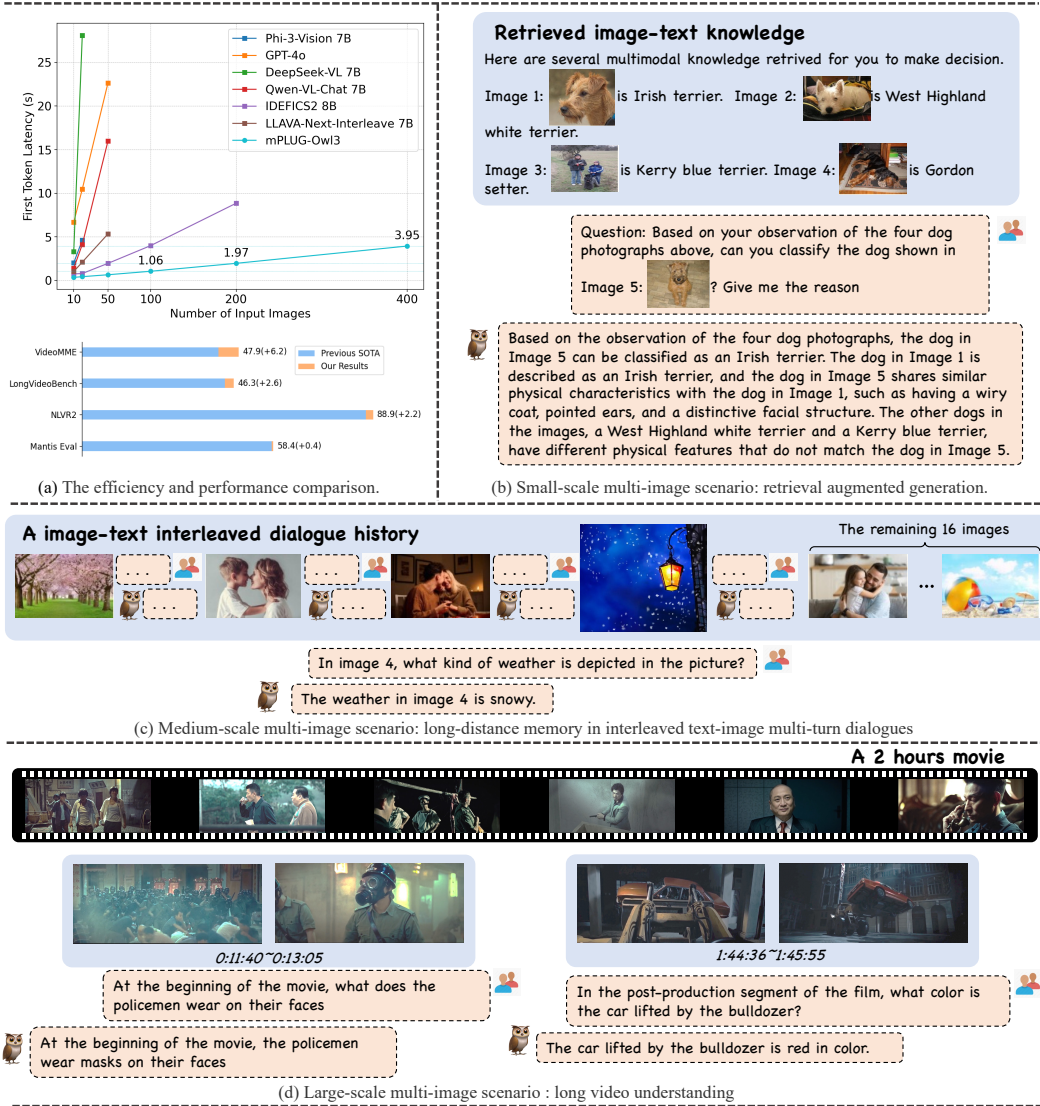 25
20
15
10
5
0
First Token Latency (s)
Phi-3-Vision 7B
GPT-4o
DeepSeek-VL 7B
Qwen-VL-Chat 7B
IDEFICS2 8B
LLAVA-Next-Interleave 7B
mPLUG-Owl3
1.06
1.97
3.95
10 50 100 200 400
Number of Input Images
VideoMME 47.9(+6.2)
LongVideoBench 46.3(+2.6)
NLVR2 88.9(+2.2)
Mantis Eval 58.4(+0.4)
Previous SOTA
Our Results
(a) The efficiency and performance comparison.
Retrieved image-text knowledge
Here are several multimodal knowledge retrived for you to make decision.
Image 1: is Irish terrier. Image 2: is West Highland
white terrier.
Image 3: is Kerry blue terrier. Image 4: is Gordon
setter.
Question: Based on your observation of the four dog
photographs above, can you classify the dog shown in
Image 5: ? Give me the reason
Based on the observation of the four dog photographs, the dog in
Image 5 can be classified as an Irish terrier. The dog in Image 1 is
described as an Irish terrier, and the dog in Image 5 shares similar
physical characteristics with the dog in Image 1, such as having a wiry
coat, pointed ears, and a distinctive facial structure. The other dogs in
the images, a West Highland white terrier and a Kerry blue terrier,
have different physical features that do not match the dog in Image 5.
(b) Small-scale multi-image scenario: retrieval augmented generation.
A image-text interleaved dialogue history
The remaining 16 images
...
...
...
...
...
...
...
...
...
In image 4, what kind of weather is depicted in the picture?
The weather in image 4 is snowy.
(c) Medium-scale multi-image scenario: long-distance memory in interleaved text-image multi-turn dialogues
A 2 hours movie
0:11:40~0:13:05
At the beginning of the movie, what does the
policemen wear on their faces
At the beginning of the movie, the policemen
wear masks on their faces
1:44:36~1:45:55
In the post-production segment of the film, what color is
the car lifted by the bulldozer?
The car lifted by the bulldozer is red in color.
(d) Large-scale multi-image scenario : long video understanding